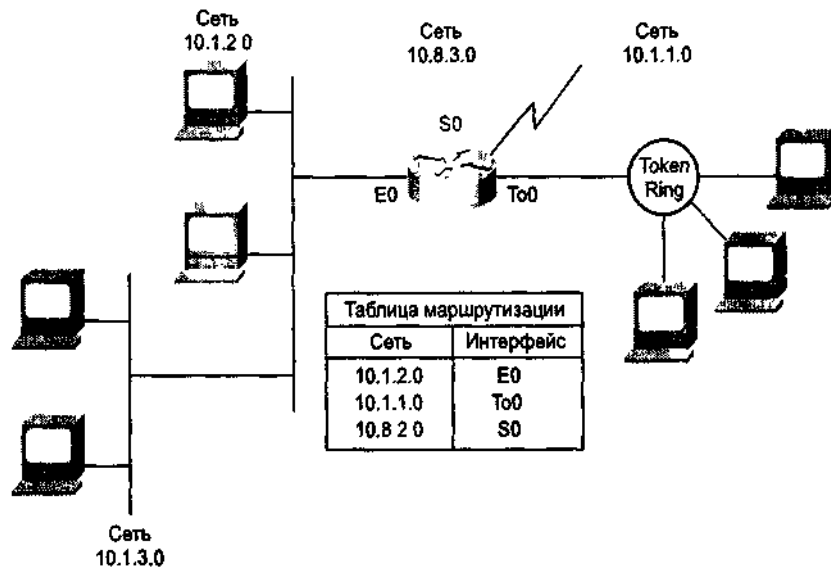 Сеть
10.1.2 0
Сеть
10.8.3.0
Сеть
10.1.1.0
S0
E0
To0
Token
Ring
Таблица маршрутизации
Сеть Интерфейс
10.1.2.0 E0
10.1.1.0 To0
10.8 2 0 S0
Сеть
10.1.3.0